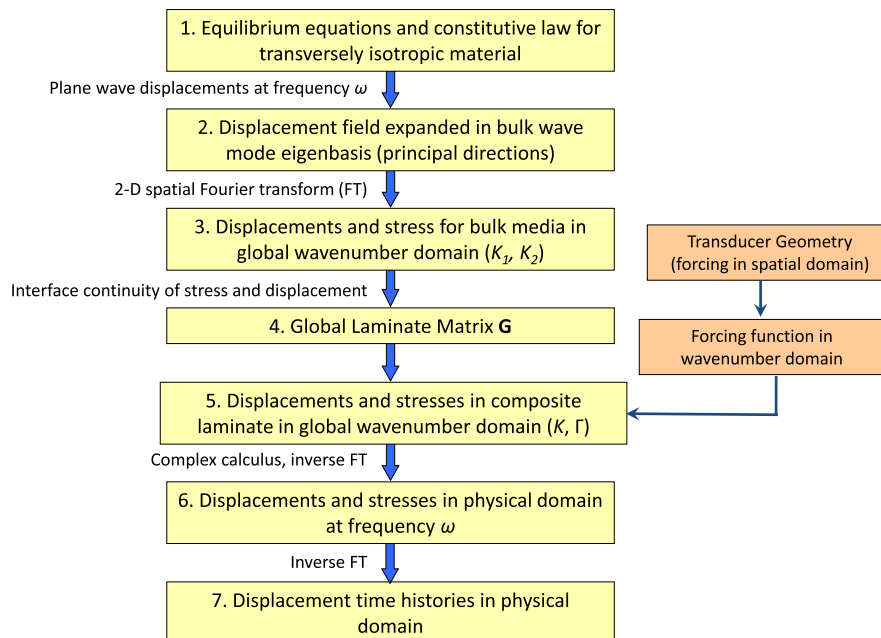 1. Equilibrium equations and constitutive law for
transversely isotropic material
Plane wave displacements at frequency ω
2. Displacement field expanded in bulk wave
mode eigenbasis (principal directions)
2-D spatial Fourier transform (FT)
3. Displacements and stress for bulk media in
global wavenumber domain (K₁, K₂)
Transducer Geometry
(forcing in spatial domain)
Interface continuity of stress and displacement
4. Global Laminate Matrix G
Forcing function in
wavenumber domain
5. Displacements and stresses in composite
laminate in global wavenumber domain (K, Γ)
Complex calculus, inverse FT
6. Displacements and stresses in physical domain
at frequency ω
Inverse FT
7. Displacement time histories in physical
domain